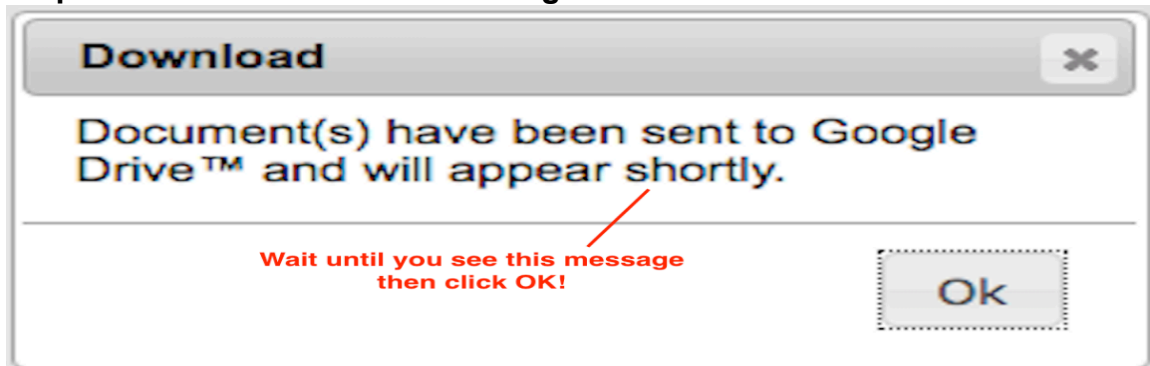 Download
Document(s) have been sent to Google
Drive™ and will appear shortly.
Wait until you see this message
then click OK!
Ok